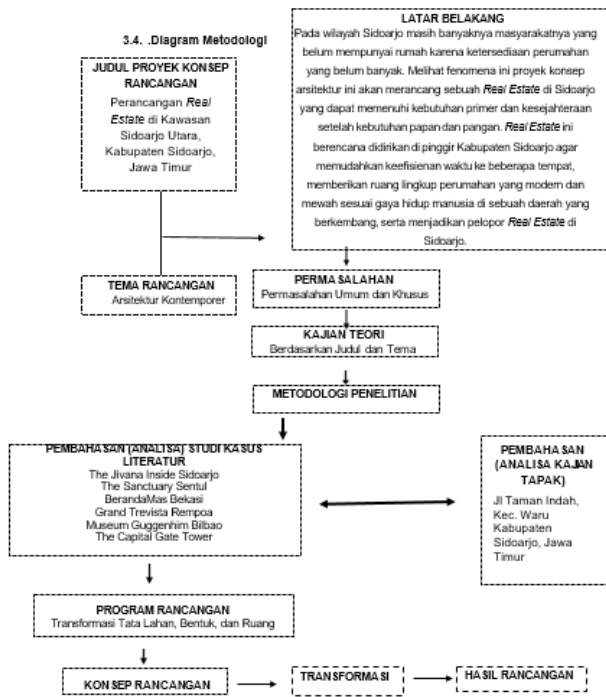 3.4. .Diagram Metodologi
JUDUL PROYEK KONSEP
RANCANGAN
Perancangan Real
Estate di Kawasan
Sidoarjo Utara,
Kabupaten Sidoarjo,
Jawa Timur
LATAR BELAKANG
Pada wilayah Sidoarjo masih banyaknya masyarakatnya yang
belum mempunyai rumah karena ketersediaan perumahan
yang belum banyak. Melihat fenomena ini proyek konsep
arsitektur ini akan merancang sebuah Real Estate di Sidoarjo
yang dapat memenuhi kebutuhan primer dan kesejahteraan
setelah kebutuhan papan dan pangan. Real Estate ini
berencana didirikan di pinggir Kabupaten Sidoarjo agar
memudahkan keefisienan waktu ke beberapa tempat,
memberikan ruang lingkup perumahan yang modern dan
mewah sesuai gaya hidup manusia di sebuah daerah yang
berkembang, serta menjadikan pelopor Real Estate di
Sidoarjo.
TEMA RANCANGAN
Arsitektur Kontemporer
PERMASALAHAN
Permasalahan Umum dan Khusus
KAJIAN TEORI
Berdasarkan Judul dan Tema
METODOLOGI PENELITIAN
PEMBAHASAN (ANALISA) STUDI KASUS
LITERATUR
The Jivana Inside Sidoarjo
The Sanctuary Sentul
BerandaMas Bekasi
Grand Trevista Rempoa
Museum Guggenhim Bilbao
The Capital Gate Tower
PEMBAHASAN
(ANALISA KAJIAN
TAPAK)
Jl Taman Indah,
Kec. Waru
Kabupaten
Sidoarjo, Jawa
Timur
PROGRAM RANCANGAN
Transformasi Tata Lahan, Bentuk, dan Ruang
KONSEP RANCANGAN
TRANSFORMASI
HASIL RANCANGAN